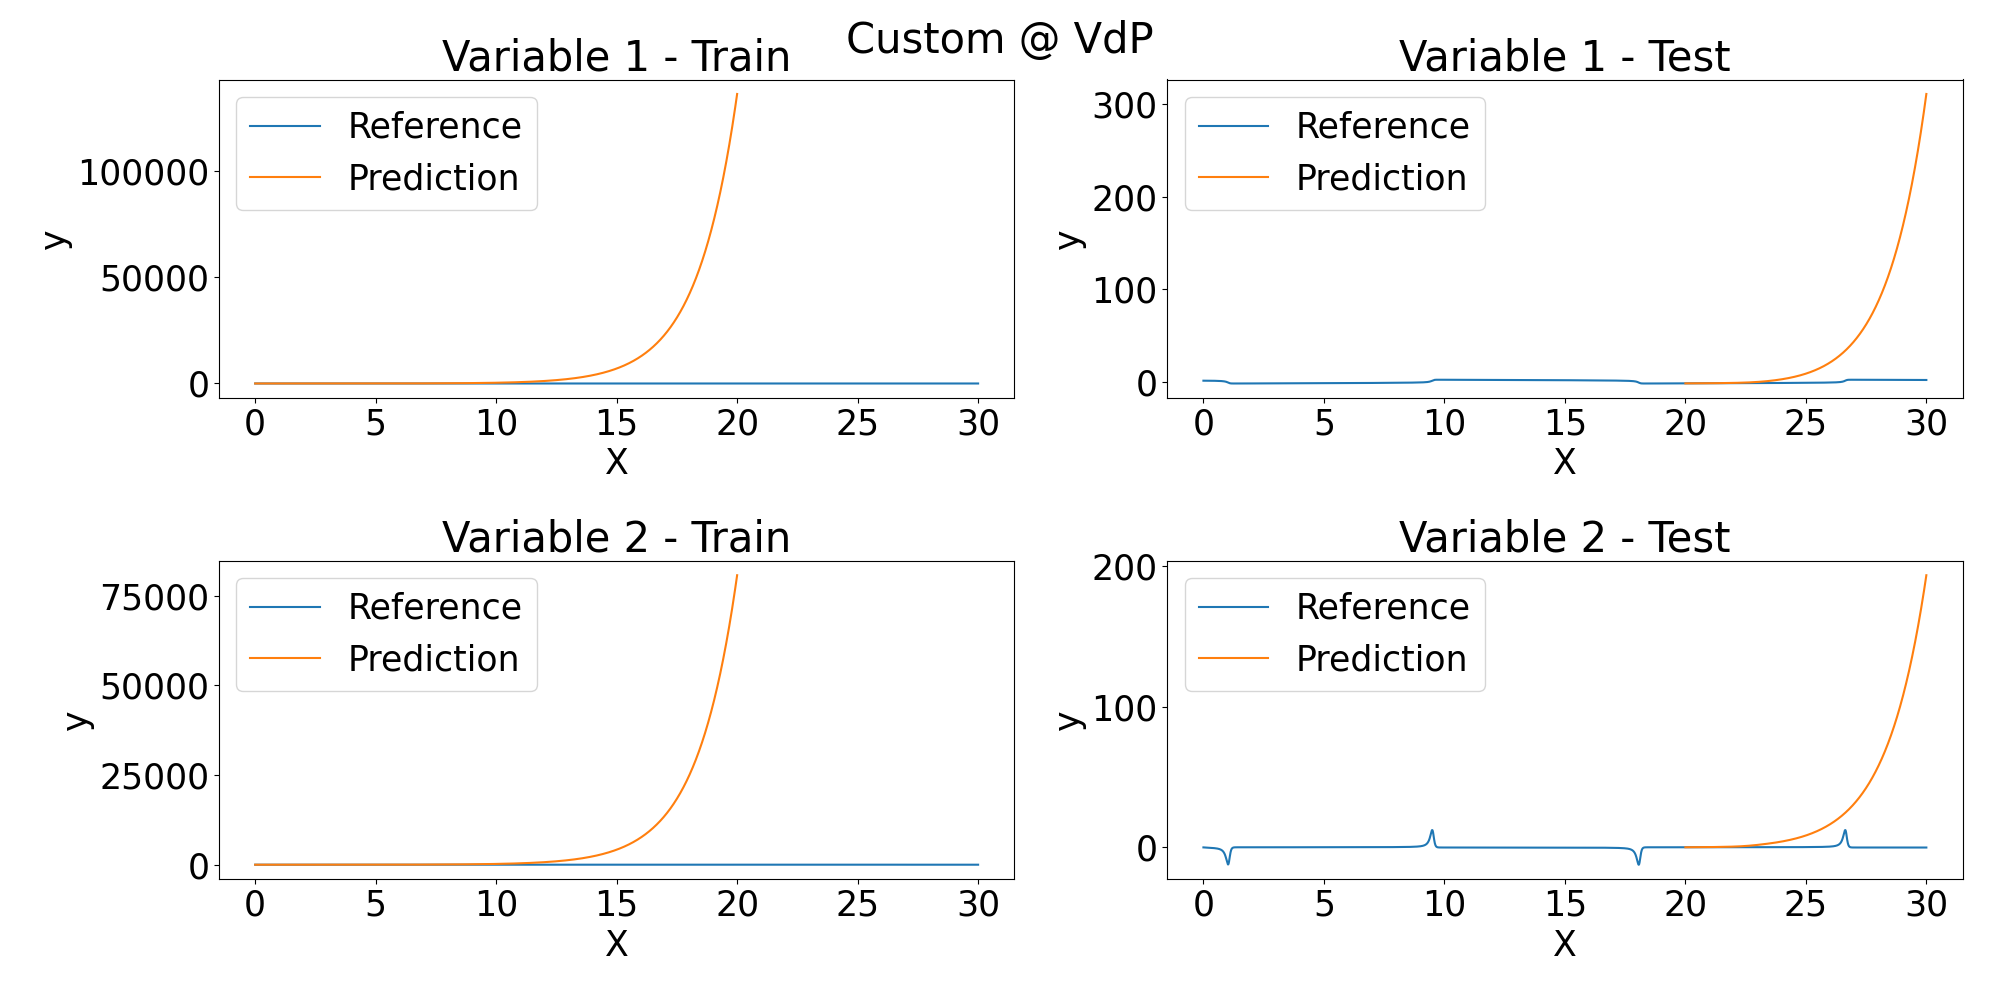 Custom @ VdP
Variable 1 - Train
Reference
Prediction
y
100000
50000
0
0 5 10 15 20 25 30
X
Variable 1 - Test
Reference
Prediction
y
300
200
100
0
0 5 10 15 20 25 30
X
Variable 2 - Train
Reference
Prediction
y
75000
50000
25000
0
0 5 10 15 20 25 30
X
Variable 2 - Test
Reference
Prediction
y
200
100
0
0 5 10 15 20 25 30
X